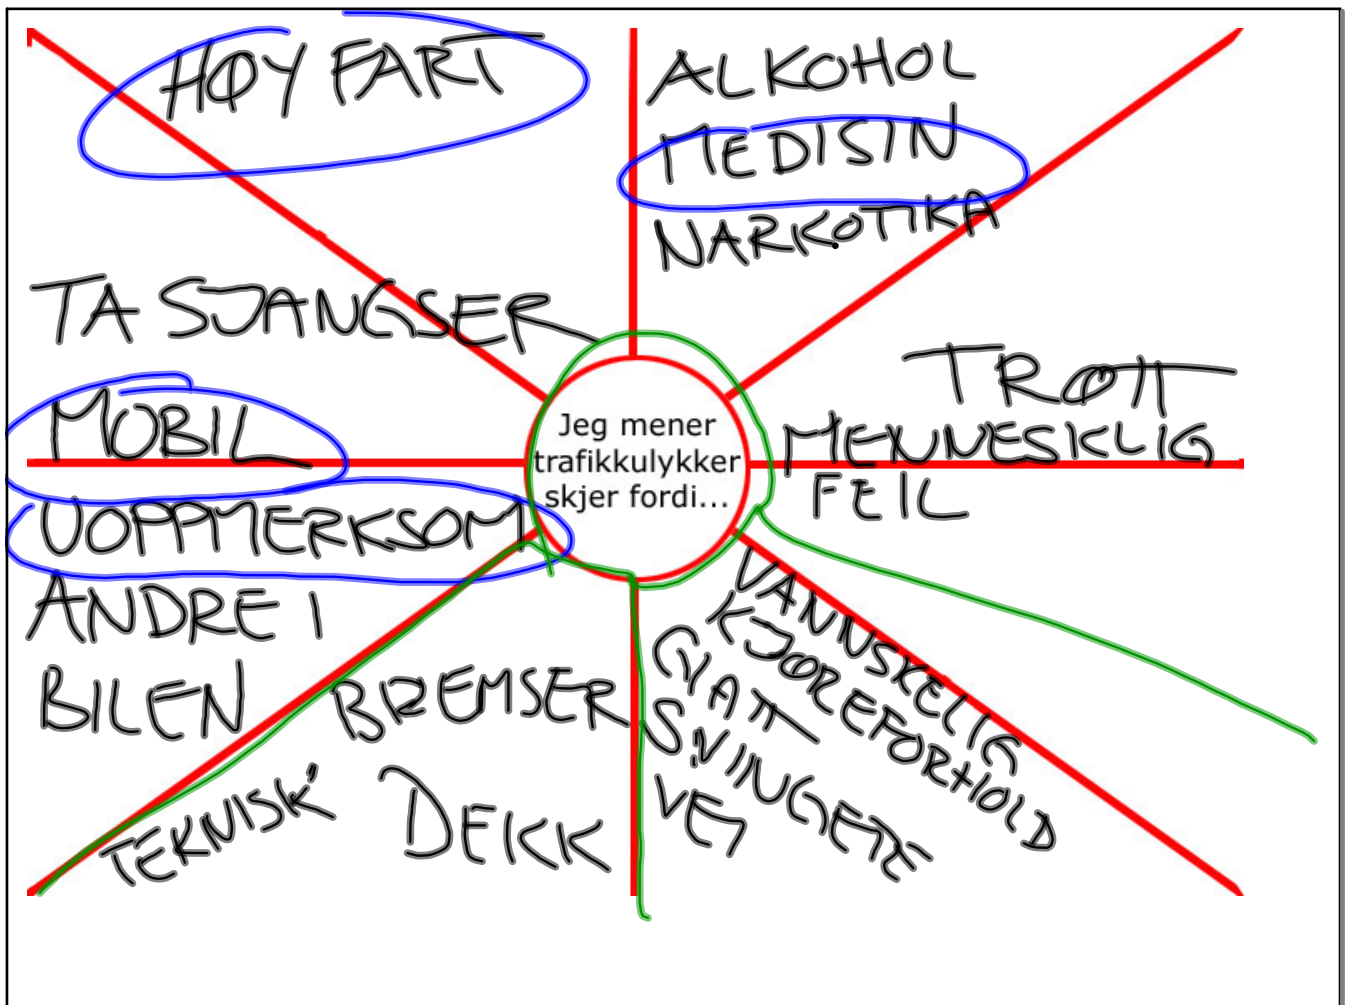 HØY FART
ALKOHOL
MEDISIN
NARKOTIKA
TA SJANGSER
TRØTT
MENNESKLIG
FEIL
MOBIL
UOPPMERKSOM
ANDRE I
BILEN
Jeg mener
trafikkulykker
skjer fordi...
VANNSKELIG
KJØREFORHOLD
GLATT
SVINGETE
VEI
BREMSER
TEKNISK
DEKK